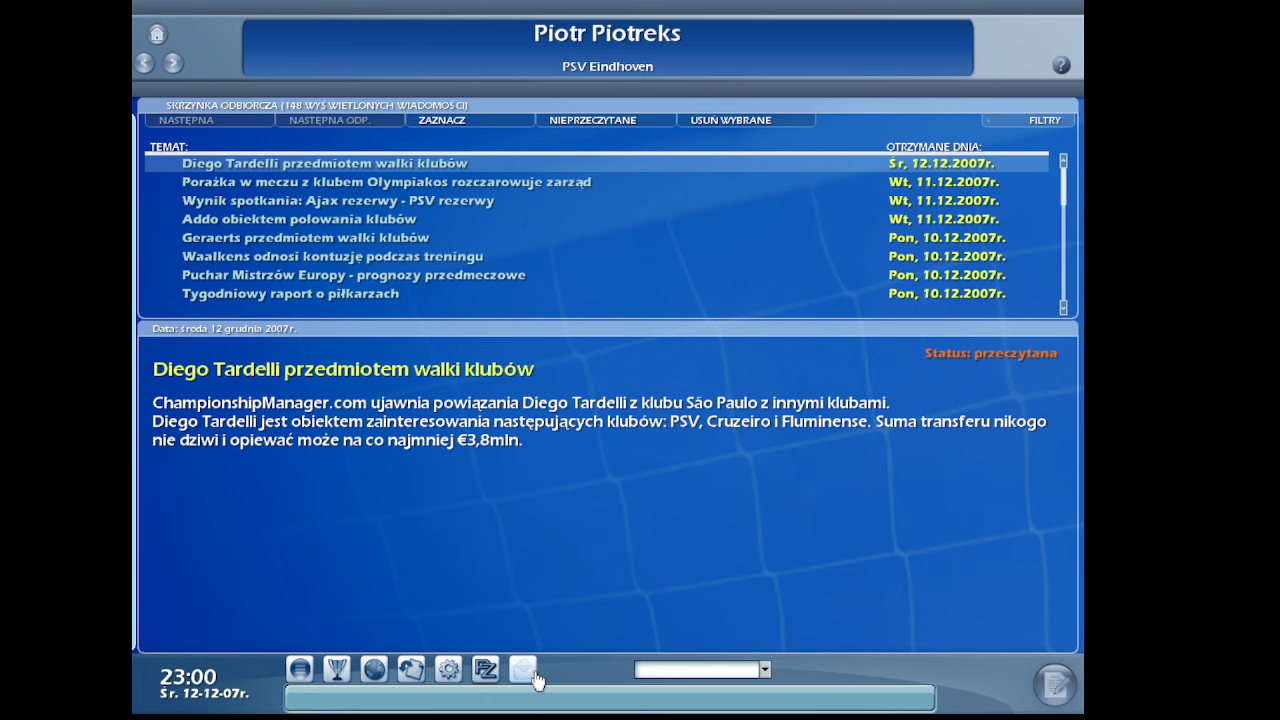 Piotr Piotreks
PSV Eindhoven
?
SKRZYNKA ODBIORCZA (148 WYŚWIETLONYCH WIADOMOŚCI)
NASTĘPNA NASTĘPNA ODP. ZAZNACZ NIEPRZECZYTANE USUŃ WYBRANE FILTRY
TEMAT: OTRZYMANE DNIA:
Diego Tardelli przedmiotem walki klubów Śr, 12.12.2007r.
Porażka w meczu z klubem Olympiakos rozczarowuje zarząd Wt, 11.12.2007r.
Wynik spotkania: Ajax rezerwy - PSV rezerwy Wt, 11.12.2007r.
Addo obiektem polowania klubów Wt, 11.12.2007r.
Geraerts przedmiotem walki klubów Pon, 10.12.2007r.
Waalkens odnosi kontuzję podczas treningu Pon, 10.12.2007r.
Puchar Mistrzów Europy - prognozy przedmeczowe Pon, 10.12.2007r.
Tygodniowy raport o piłkarzach Pon, 10.12.2007r.
Data: środa 12 grudnia 2007r.
Status: przeczytana
Diego Tardelli przedmiotem walki klubów
ChampionshipManager.com ujawnia powiązania Diego Tardelli z klubu São Paulo z innymi klubami.
Diego Tardelli jest obiektem zainteresowania następujących klubów: PSV, Cruzeiro i Fluminense. Suma transferu nikogo
nie dziwi i opiewać może na co najmniej €3,8mln.
23:00
Śr. 12-12-07r.
PZ